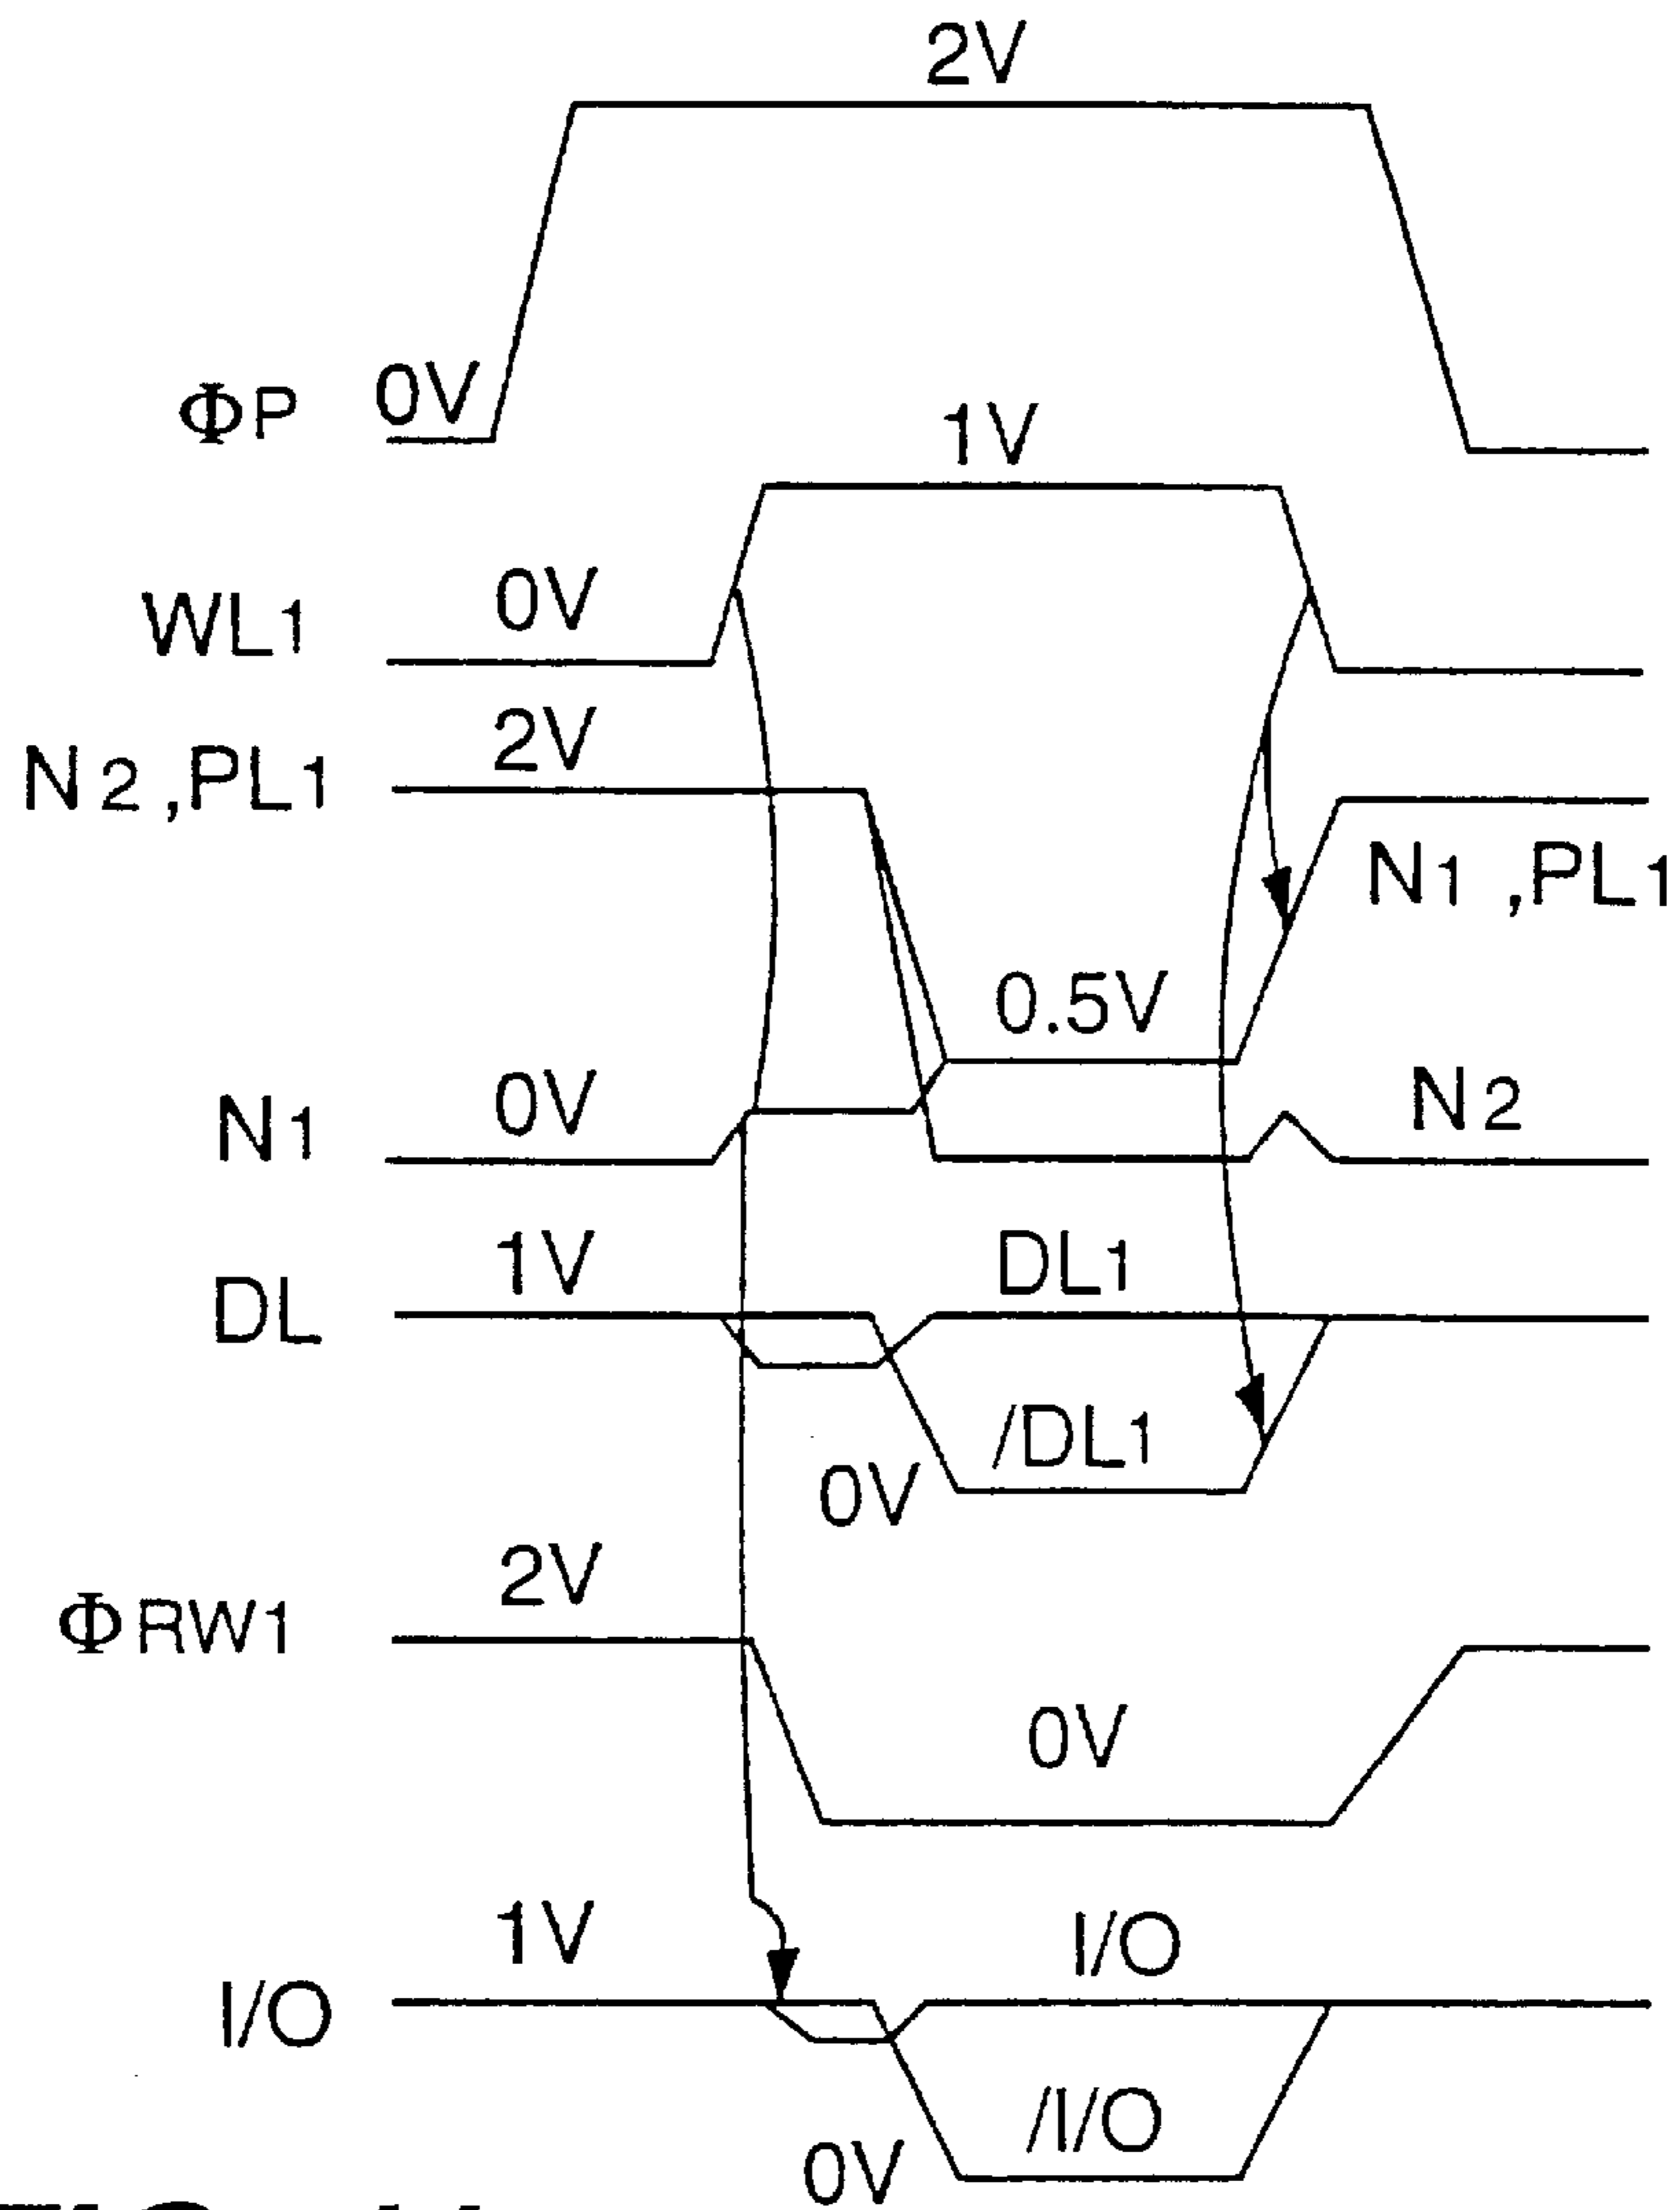 2V
ΦP 0V
1V
WL1 0V
N2,PL1 2V
N1,PL1
0.5V
N1 0V N2
DL 1V DL1
/DL1
0V
ΦRW1 2V
0V
1V
I/O I/O
/I/O
0V